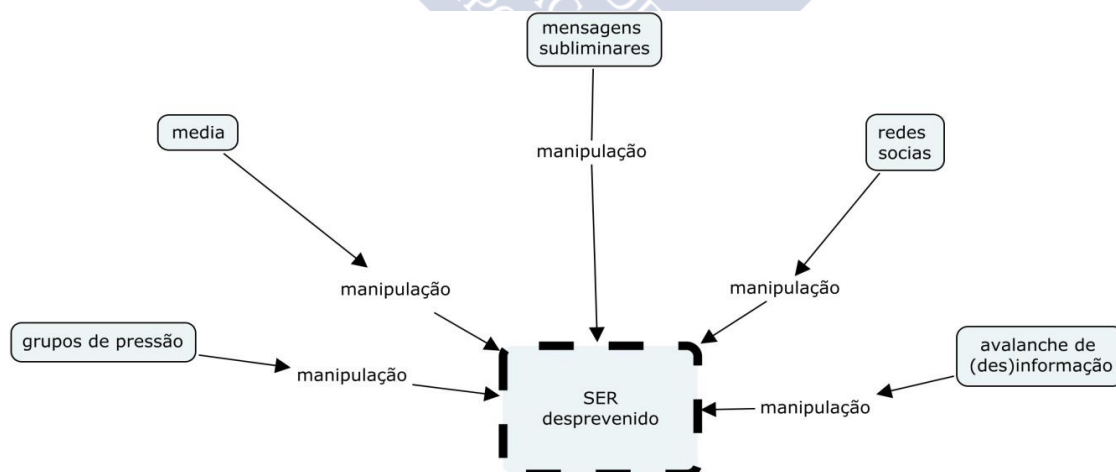 mensagens
subliminares
media
redes
socias
manipulação
manipulação
manipulação
grupos de pressão
avalanche de
(des)informação
manipulação
manipulação
SER
desprevenido